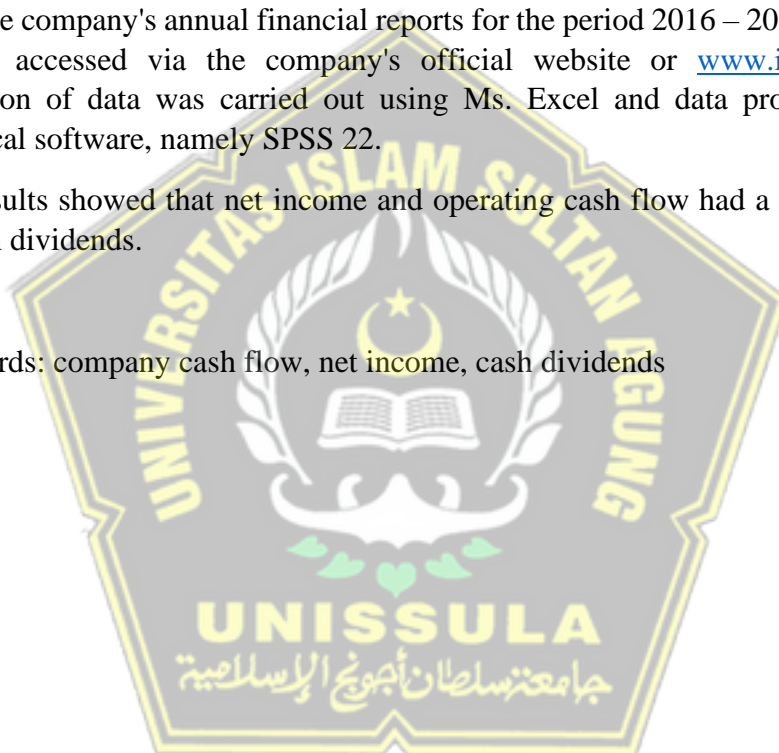 e company's annual financial reports for the period 2016 – 20
accessed via the company's official website or www.i
on of data was carried out using Ms. Excel and data pro
cal software, namely SPSS 22.
sults showed that net income and operating cash flow had a
dividends.
rds: company cash flow, net income, cash dividends
UNIVERSITAS ISLAM SULTAN AGUNG
UNISSULA
جامعة سلطان أجونج الإسلامية